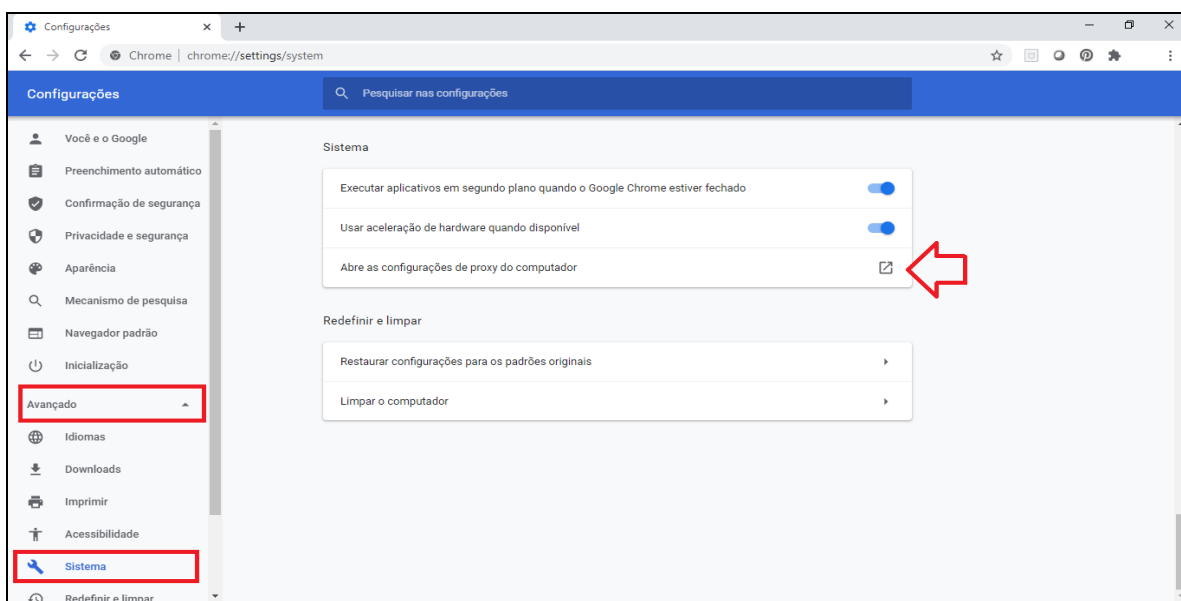 Configurações
Chrome | chrome://settings/system
Configurações
Pesquisar nas configurações
Você e o Google
Preenchimento automático
Confirmação de segurança
Privacidade e segurança
Aparência
Mecanismo de pesquisa
Navegador padrão
Inicialização
Avançado
Idiomas
Downloads
Imprimir
Acessibilidade
Sistema
Redefinir e limpar
Sistema
Executar aplicativos em segundo plano quando o Google Chrome estiver fechado
Usar aceleração de hardware quando disponível
Abre as configurações de proxy do computador
Redefinir e limpar
Restaurar configurações para os padrões originais
Limpar o computador